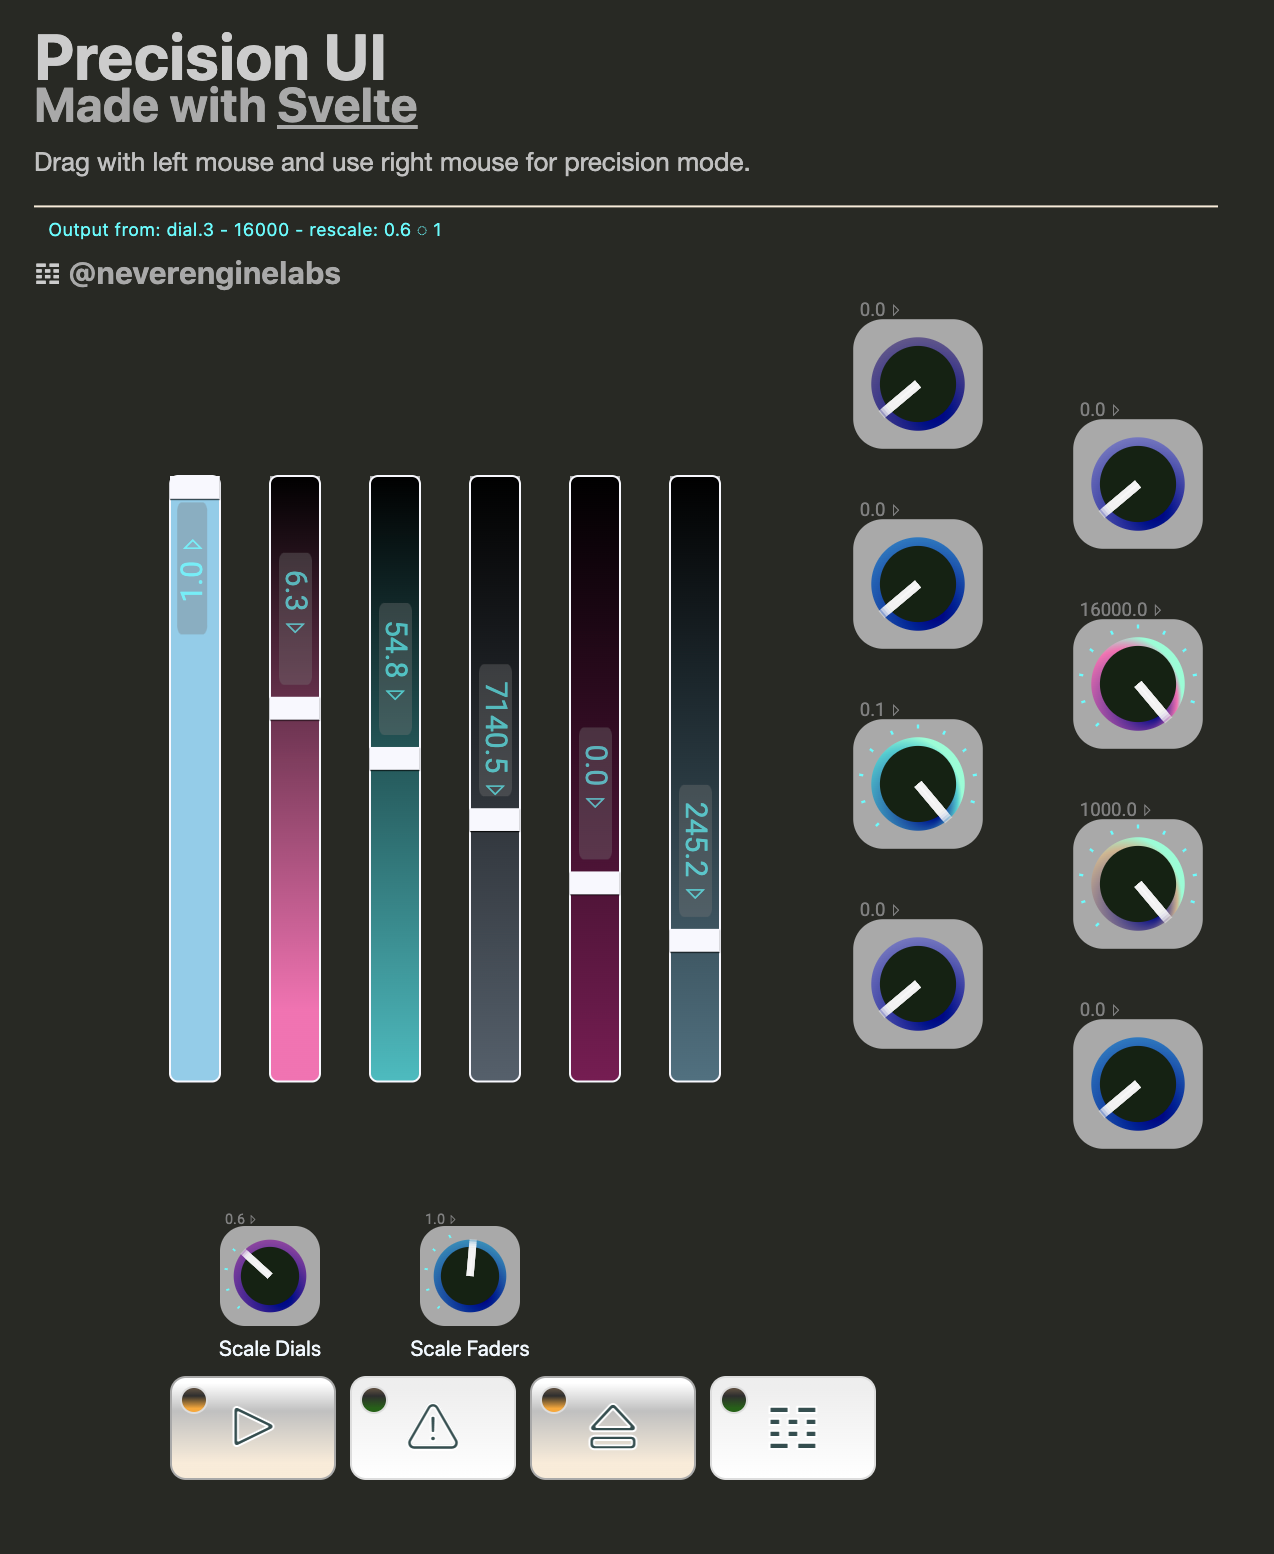 Precision UI
Made with Svelte
Drag with left mouse and use right mouse for precision mode.
Output from: dial.3 - 16000 - rescale: 0.6 ◌ 1
𝌎 @neverenginelabs
0.0 ▷
0.0 ▷
0.0 ▷
16000.0 ▷
0.1 ▷
1000.0 ▷
0.0 ▷
0.0 ▷
1.0 ▷
6.3 ▷
54.8 ▷
7140.5 ▷
0.0 ▷
245.2 ▷
0.6 ▷
1.0 ▷
Scale Dials
Scale Faders